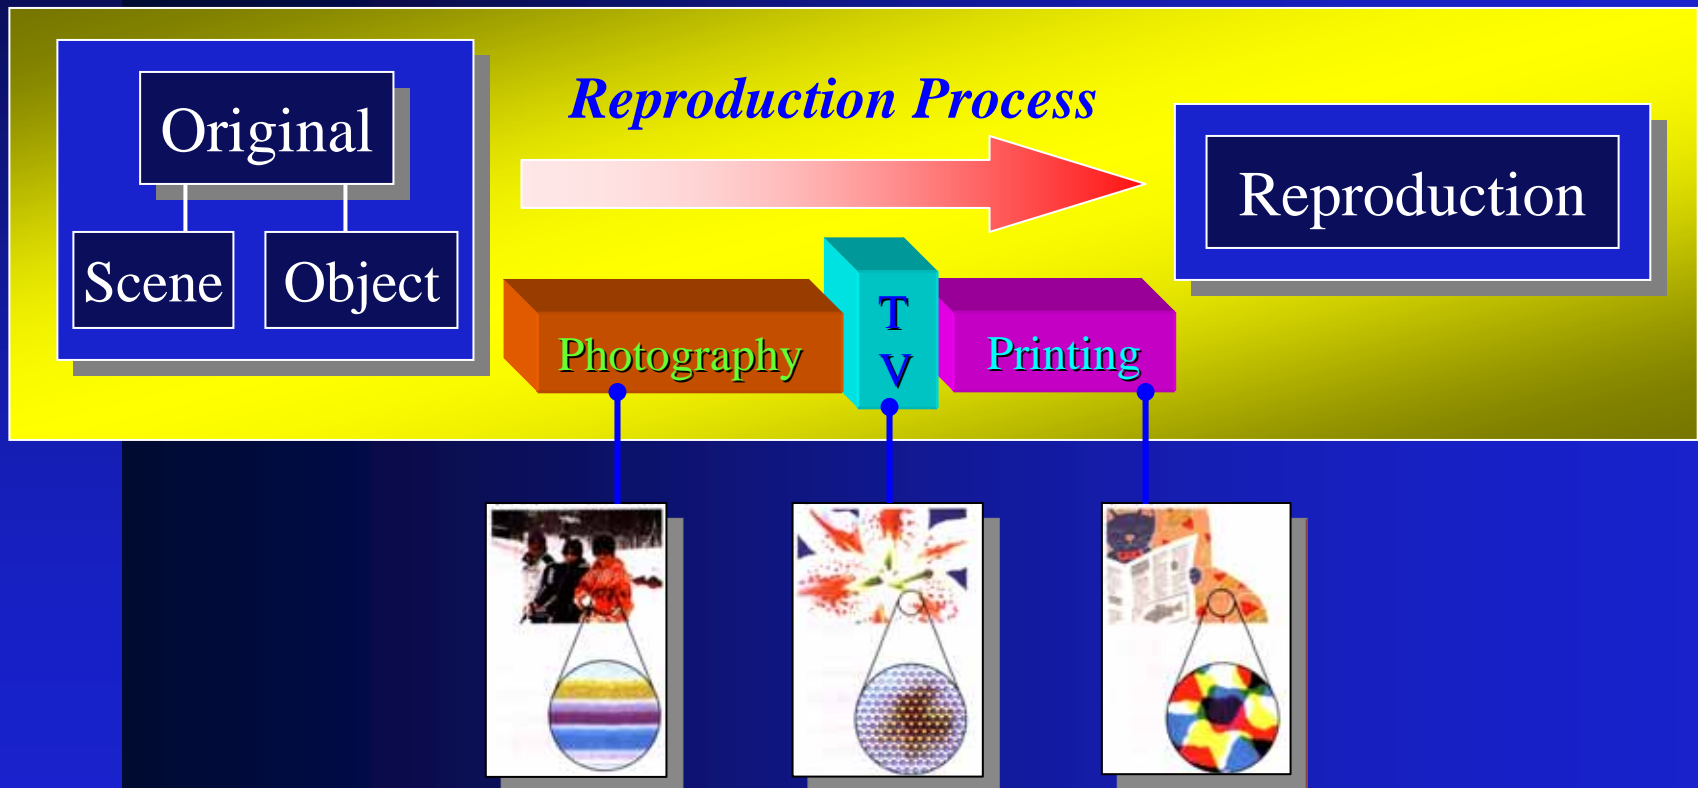 Original
Scene
Object
Reproduction Process
Reproduction
Photography
T
V
Printing